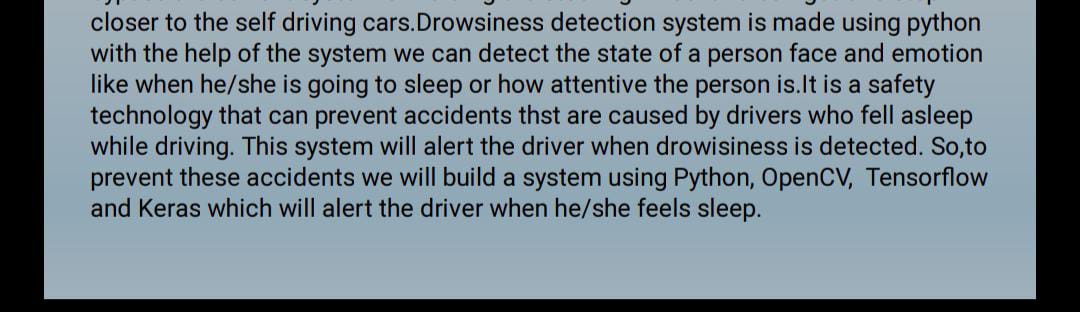 closer to the self driving cars.Drowsiness detection system is made using python
with the help of the system we can detect the state of a person face and emotion
like when he/she is going to sleep or how attentive the person is.It is a safety
technology that can prevent accidents thst are caused by drivers who fell asleep
while driving. This system will alert the driver when drowisiness is detected. So,to
prevent these accidents we will build a system using Python, OpenCV,  Tensorflow
and Keras which will alert the driver when he/she feels sleep.